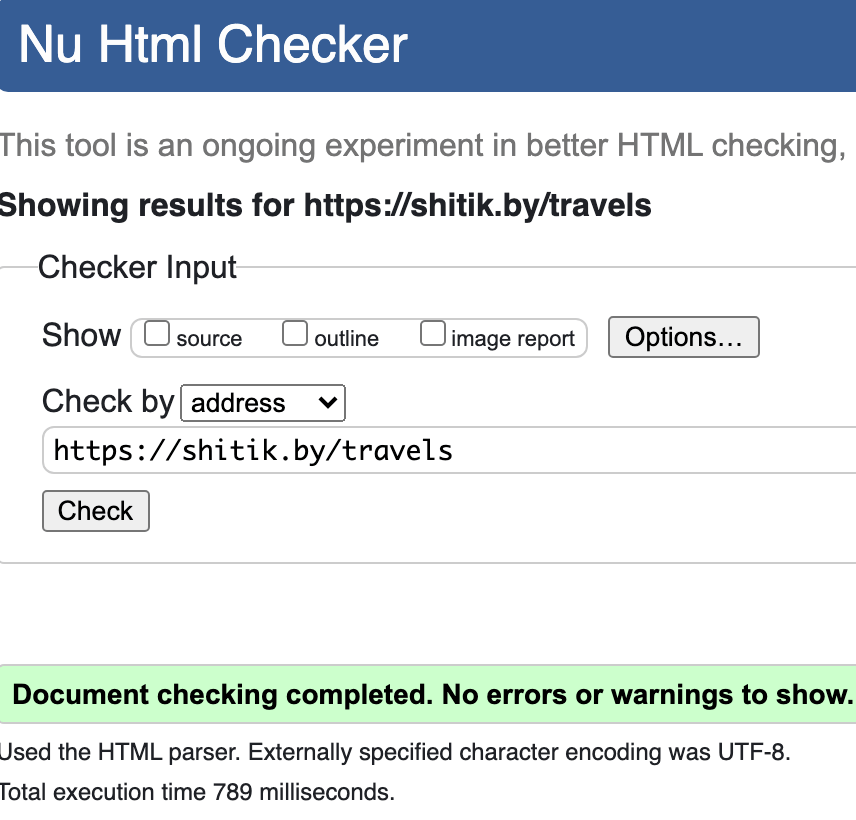 Nu Html Checker
This tool is an ongoing experiment in better HTML checking,
Showing results for https://shitik.by/travels
Checker Input
Show source outline image report Options...
Check by address
https://shitik.by/travels
Check
Document checking completed. No errors or warnings to show.
Used the HTML parser. Externally specified character encoding was UTF-8.
Total execution time 789 milliseconds.